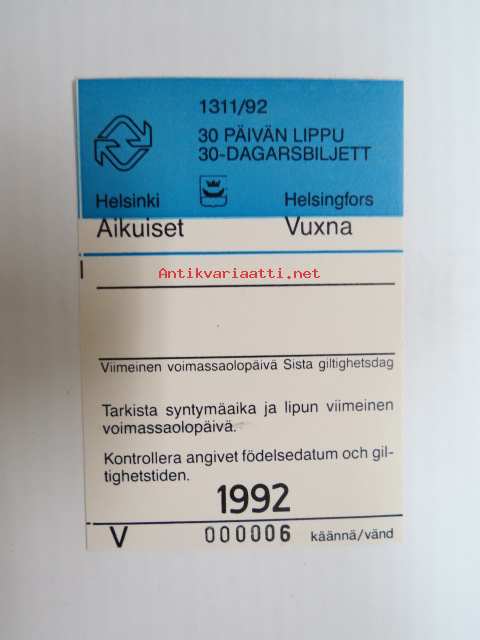 1311/92
30 PÄIVÄN LIPPU
30-DAGARSBILJETT
Helsinki Helsingfors
Aikuiset Vuxna
Antikvariaatti.net
Viimeinen voimassaolopäivä Sista giltighetsdag
Tarkista syntymäaika ja lipun viimeinen
voimassaolopäivä.
Kontrollera angivet födelsedatum och gil-
tighetstiden.
1992
V 000006 käännä/vänd